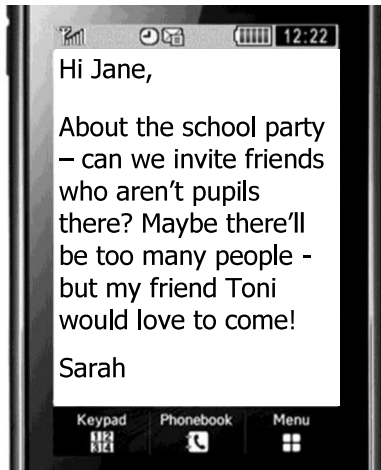 12:22
Hi Jane,
About the school party
– can we invite friends
who aren't pupils
there? Maybe there'll
be too many people -
but my friend Toni
would love to come!
Sarah
Keypad Phonebook Menu